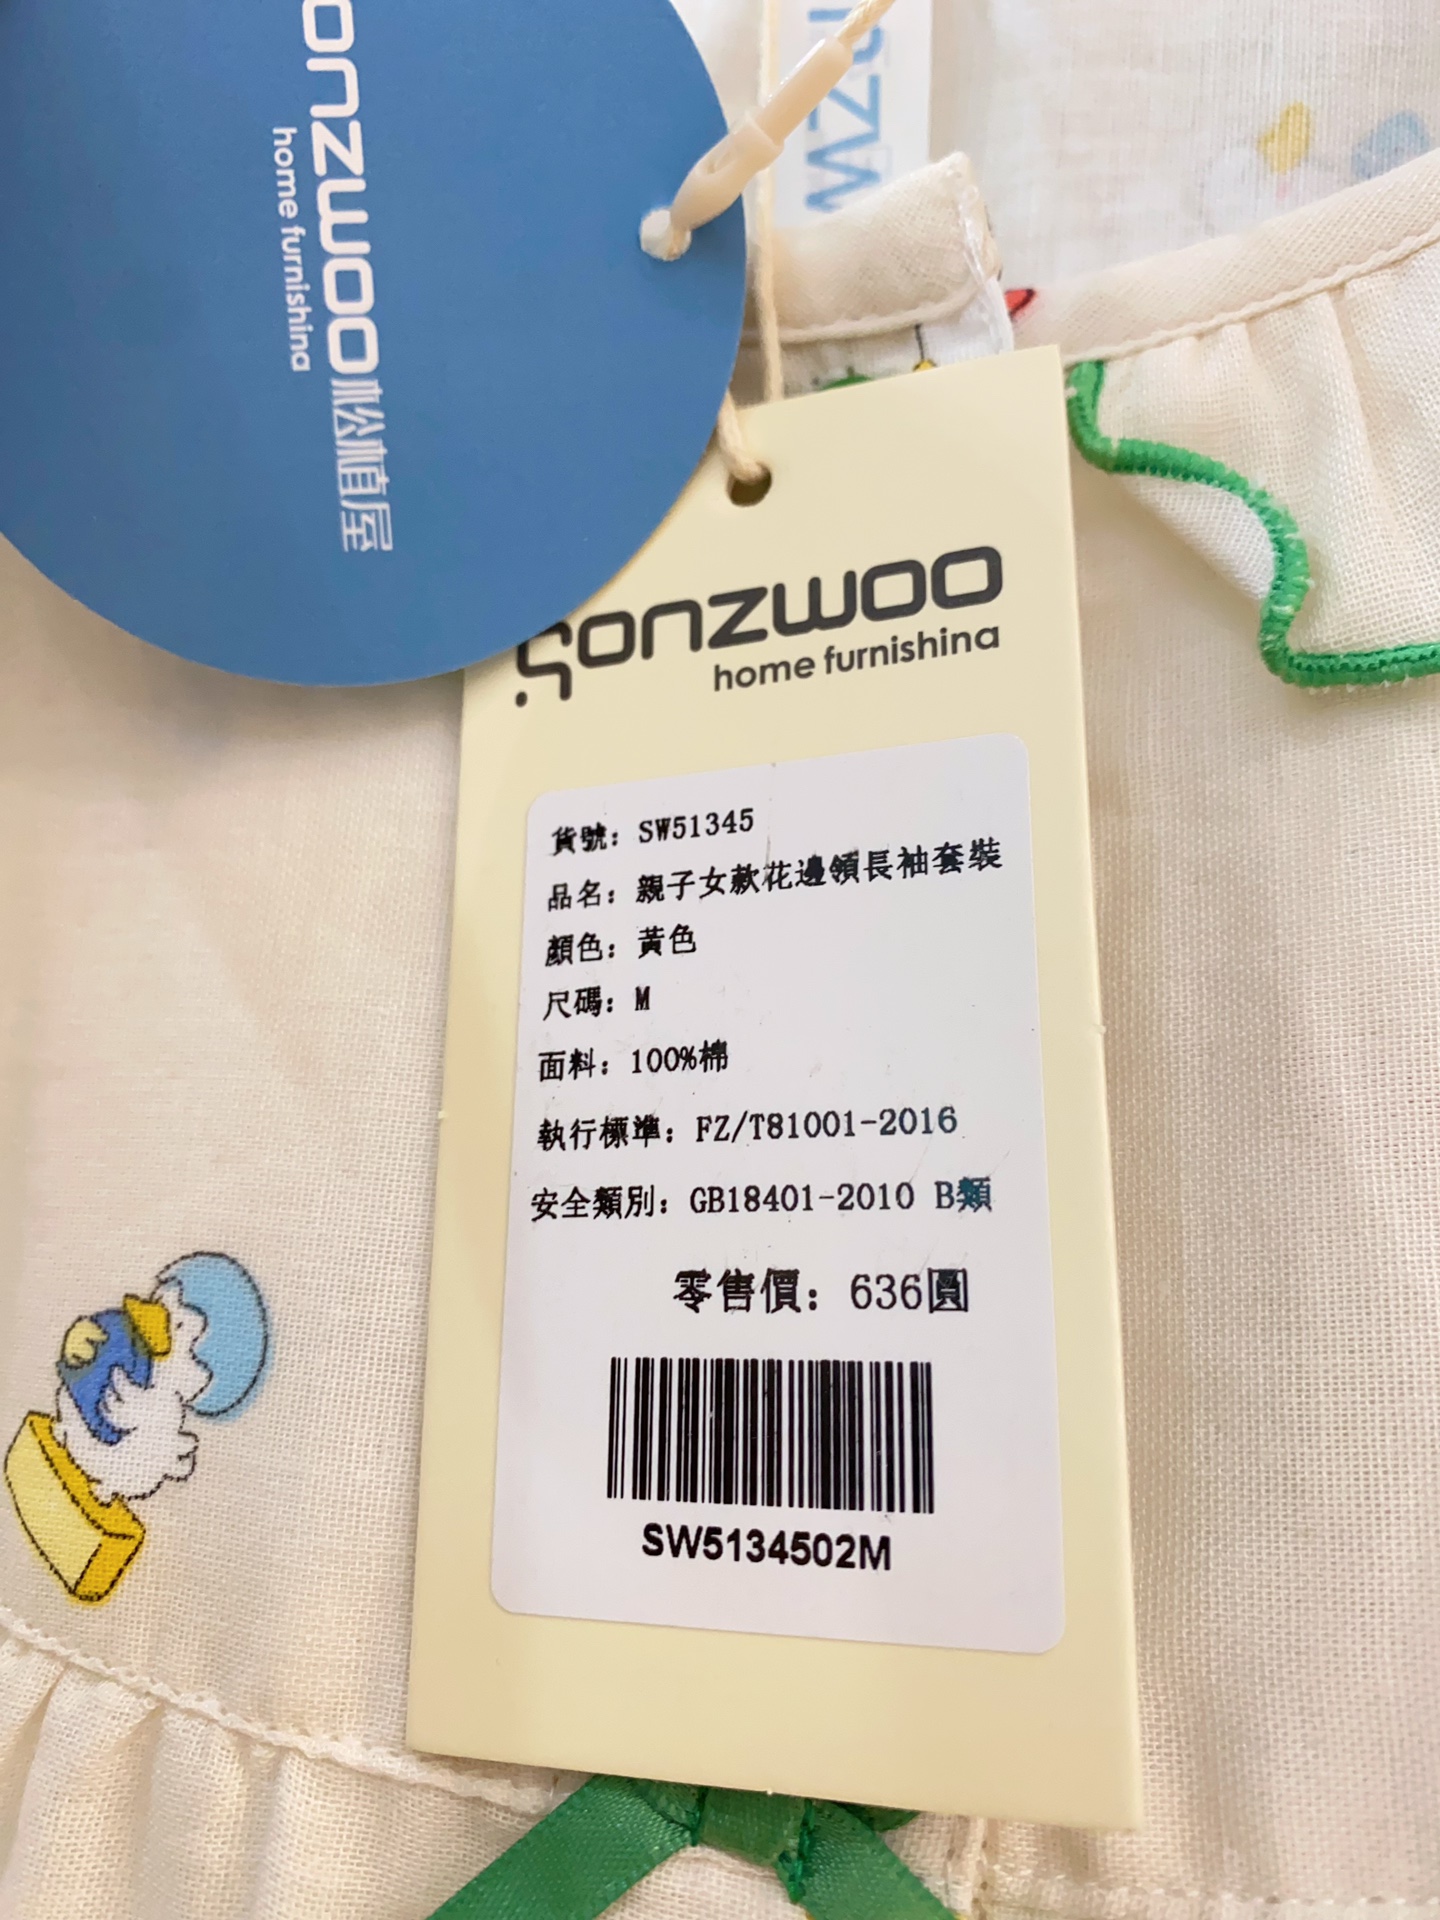 onzwoo松植屋
home furnishina
nzw
sonzwoo
home furnishina
貨號：SW51345
品名：親子女款花邊領長袖套裝
顏色：黃色
尺碼：M
面料：100%棉
執行標準：FZ/T81001-2016
安全類別：GB18401-2010 B類
零售價：636圓
SW5134502M